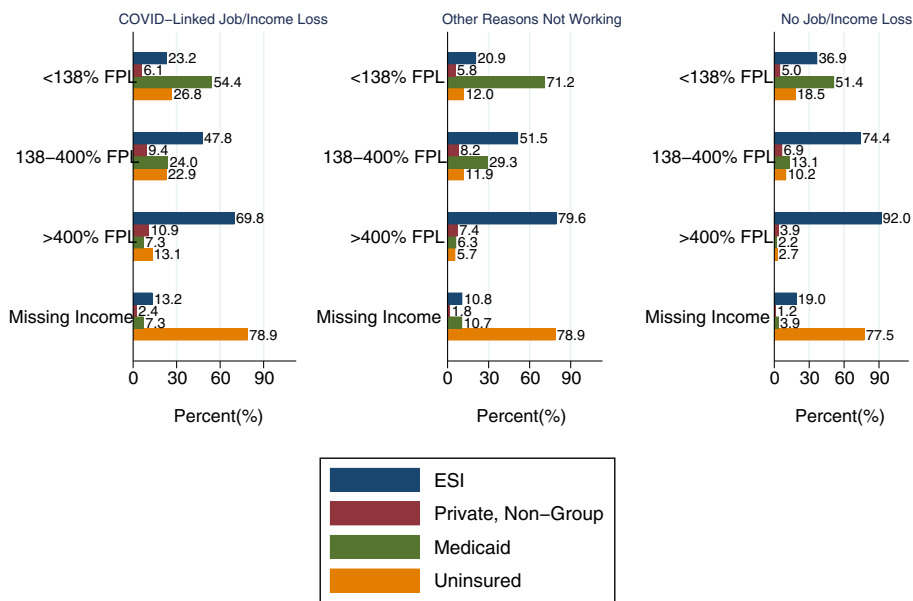 COVID−Linked Job/Income Loss
<138% FPL
23.2
6.1
54.4
26.8
138−400% FPL
47.8
9.4
24.0
22.9
>400% FPL
69.8
10.9
7.3
13.1
Missing Income
13.2
2.4
7.3
78.9
0 30 60 90
Percent(%)
Other Reasons Not Working
<138% FPL
20.9
5.8
71.2
12.0
138−400% FPL
51.5
8.2
29.3
11.9
>400% FPL
79.6
7.4
6.3
5.7
Missing Income
10.8
1.8
10.7
78.9
0 30 60 90
Percent(%)
No Job/Income Loss
<138% FPL
36.9
5.0
51.4
18.5
138−400% FPL
74.4
6.9
13.1
10.2
>400% FPL
92.0
3.9
2.2
2.7
Missing Income
19.0
1.2
3.9
77.5
0 30 60 90
Percent(%)
ESI
Private, Non−Group
Medicaid
Uninsured